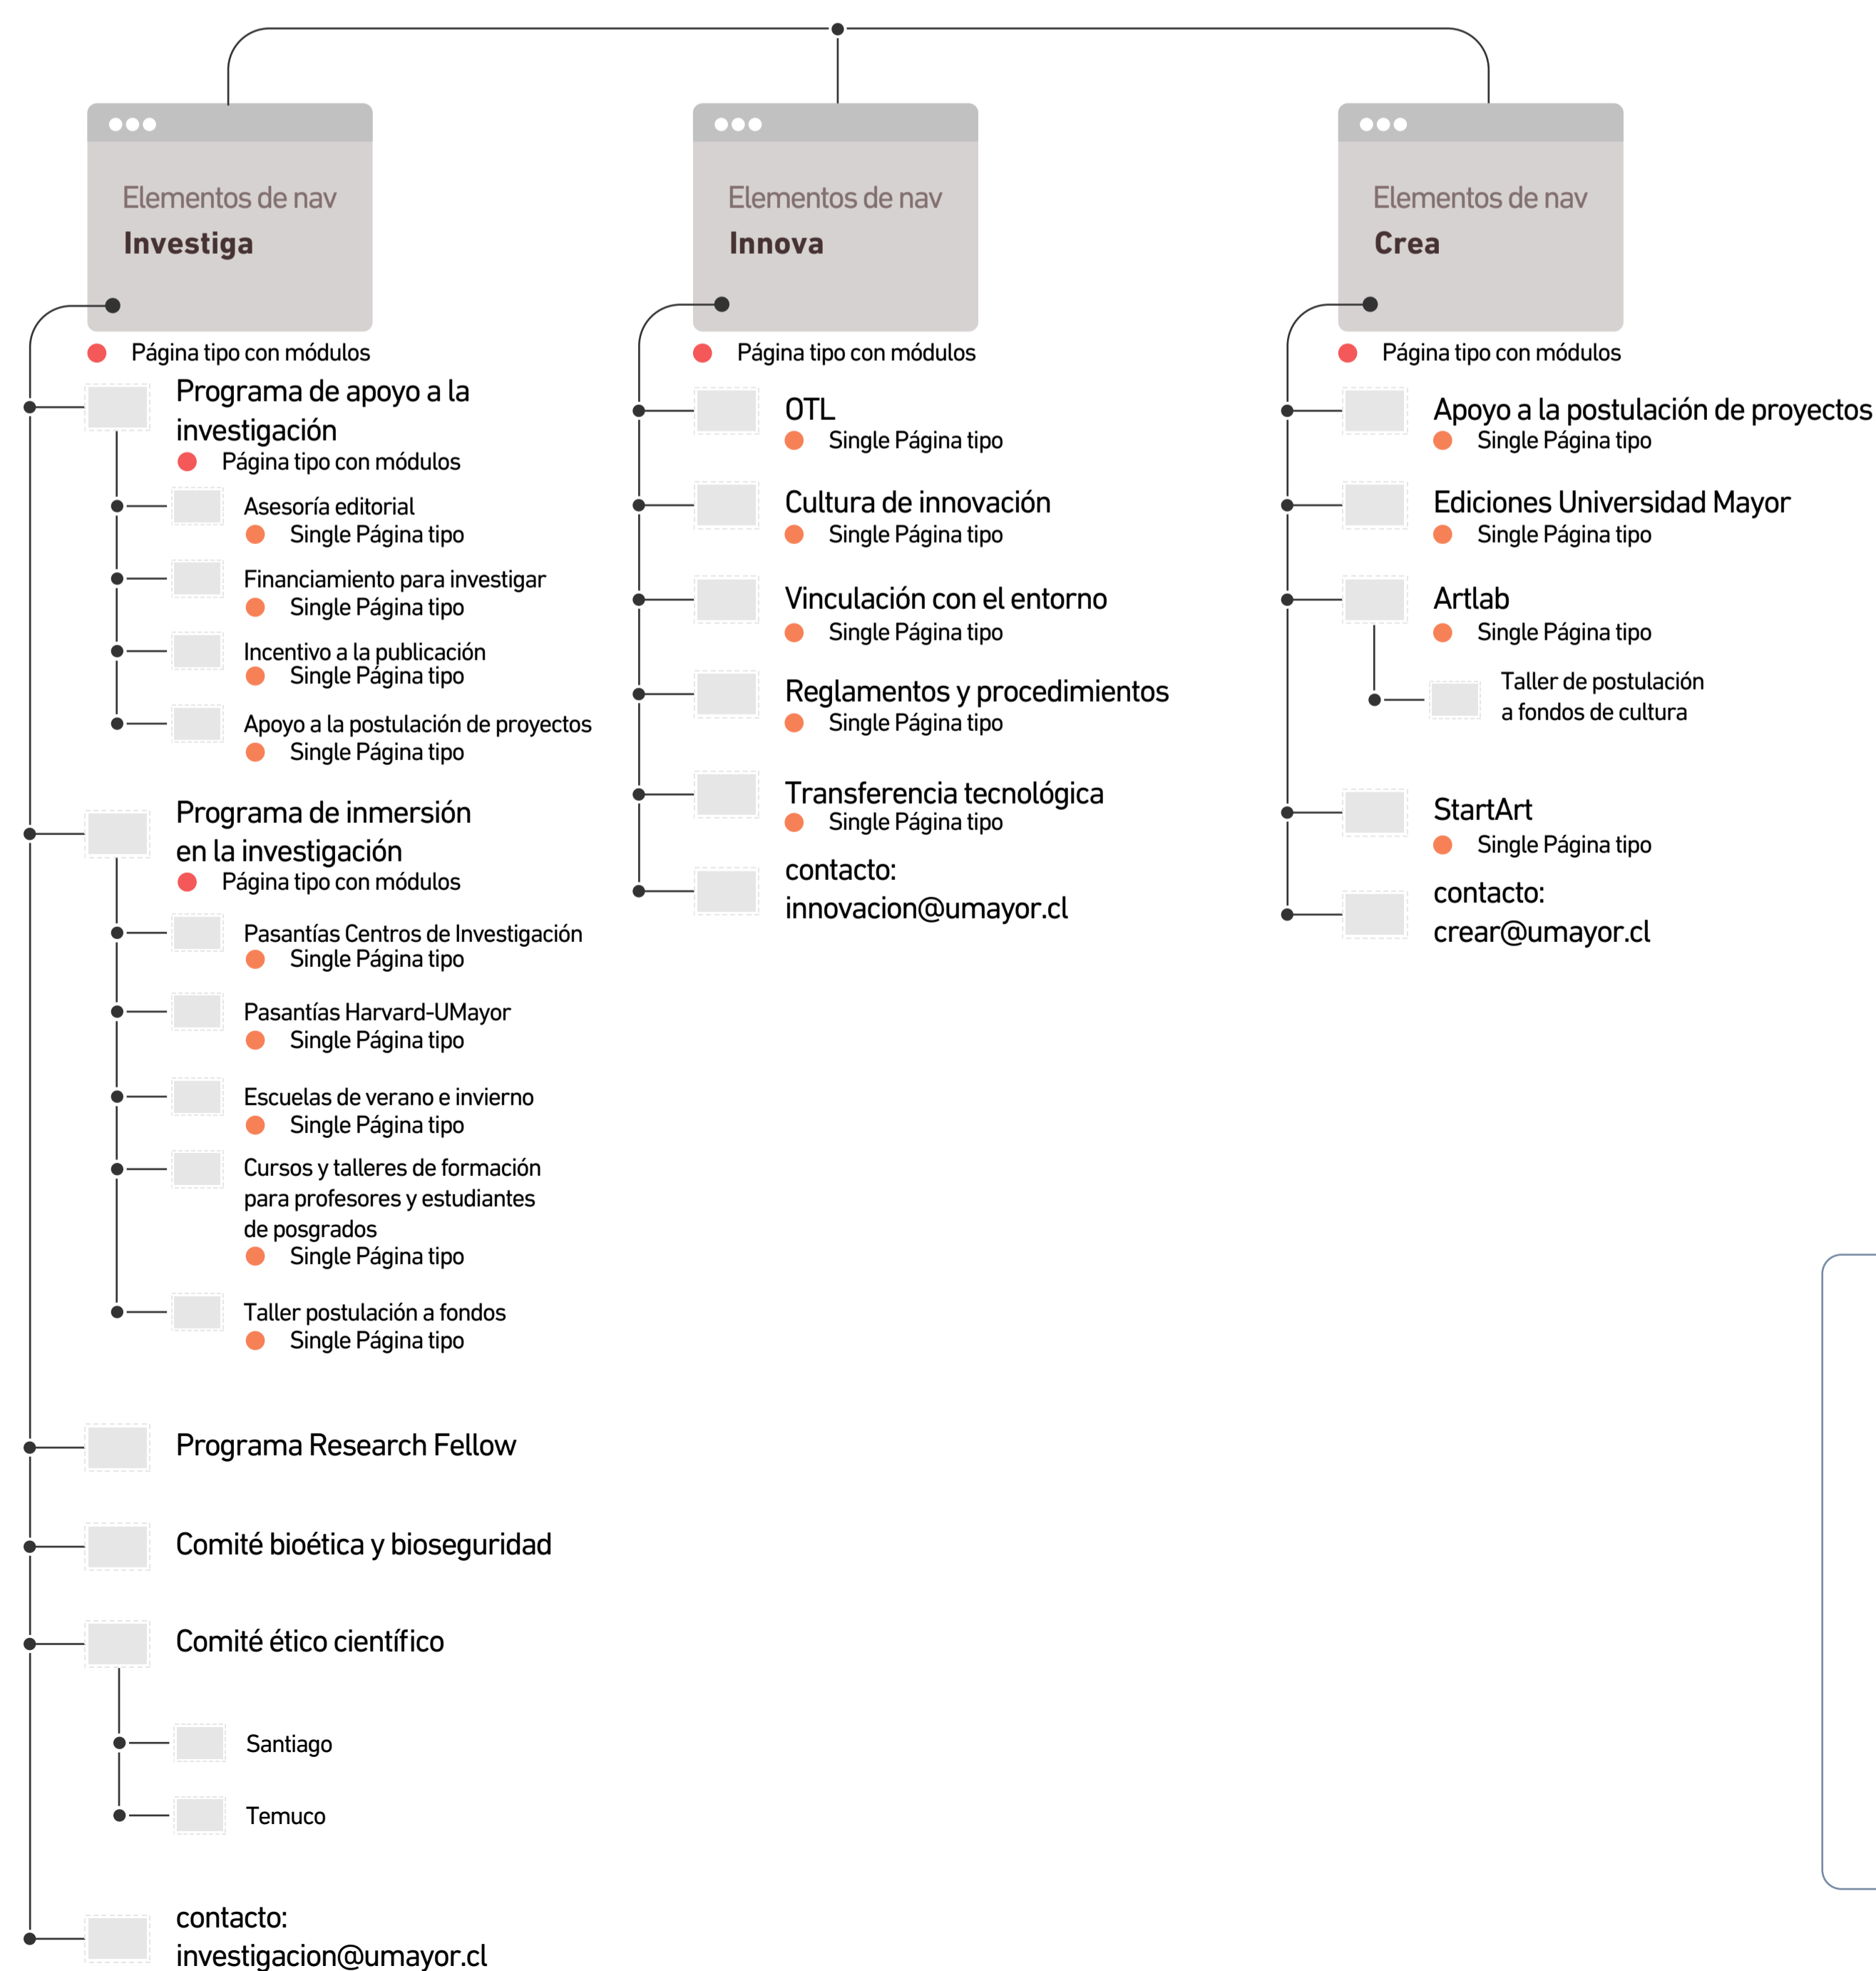 Elementos de nav
Investiga
Página tipo con módulos
Programa de apoyo a la
investigación
Página tipo con módulos
Asesoría editorial
Single Página tipo
Financiamiento para investigar
Single Página tipo
Incentivo a la publicación
Single Página tipo
Apoyo a la postulación de proyectos
Single Página tipo
Programa de inmersión
en la investigación
Página tipo con módulos
Pasantías Centros de Investigación
Single Página tipo
Pasantías Harvard-UMayor
Single Página tipo
Escuelas de verano e invierno
Single Página tipo
Cursos y talleres de formación
para profesores y estudiantes
de posgrados
Single Página tipo
Taller postulación a fondos
Single Página tipo
Programa Research Fellow
Comité bioética y bioseguridad
Comité ético científico
Santiago
Temuco
contacto:
investigacion@umayor.cl
Elementos de nav
Innova
Página tipo con módulos
OTL
Single Página tipo
Cultura de innovación
Single Página tipo
Vinculación con el entorno
Single Página tipo
Reglamentos y procedimientos
Single Página tipo
Transferencia tecnológica
Single Página tipo
contacto:
innovacion@umayor.cl
Elementos de nav
Crea
Página tipo con módulos
Apoyo a la postulación de proyectos
Single Página tipo
Ediciones Universidad Mayor
Single Página tipo
Artlab
Single Página tipo
Taller de postulación
a fondos de cultura
StartArt
Single Página tipo
contacto:
crear@umayor.cl